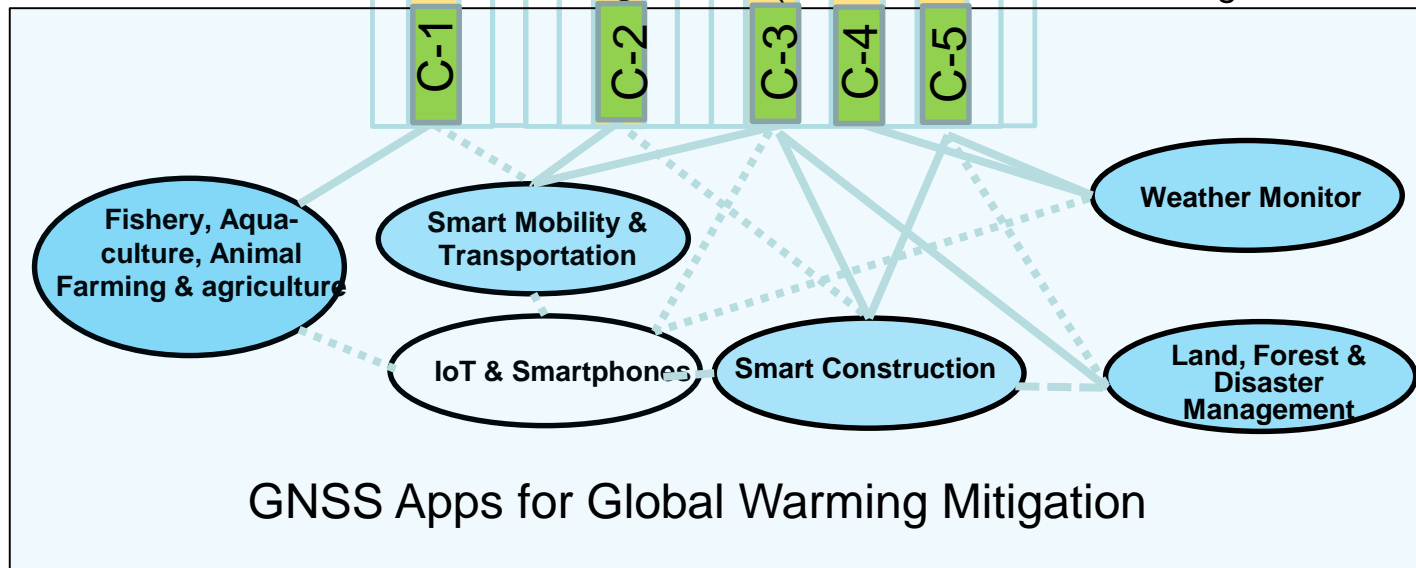 C-1
C-2
C-3
C-4
C-5
Fishery, Aqua-
culture, Animal
Farming & agriculture
Smart Mobility &
Transportation
Weather Monitor
IoT & Smartphones
Smart Construction
Land, Forest &
Disaster
Management
GNSS Apps for Global Warming Mitigation